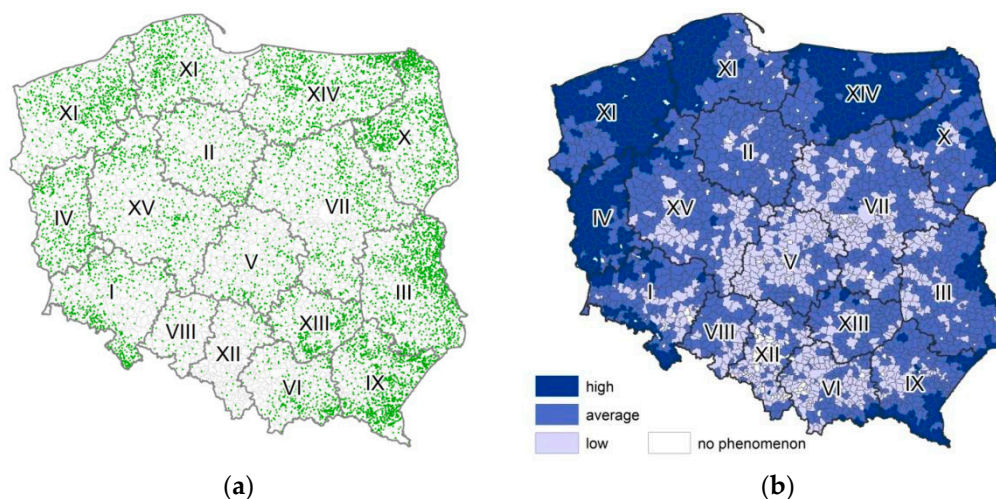 XI
XI
XIV
X
II
IV
XV
VII
V
I
III
VIII
XIII
XII
VI
IX
(a)
XI
XI
XIV
X
II
IV
XV
VII
V
I
III
VIII
XIII
XII
VI
IX
high
average
low
no phenomenon
(b)